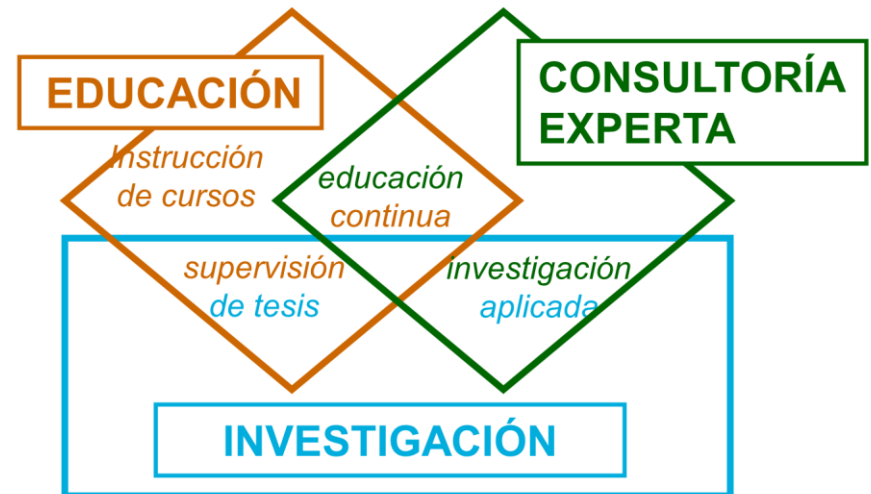 EDUCACIÓN
CONSULTORÍA
EXPERTA
Instrucción
de cursos
educación
continua
supervisión
de tesis
investigación
aplicada
INVESTIGACIÓN